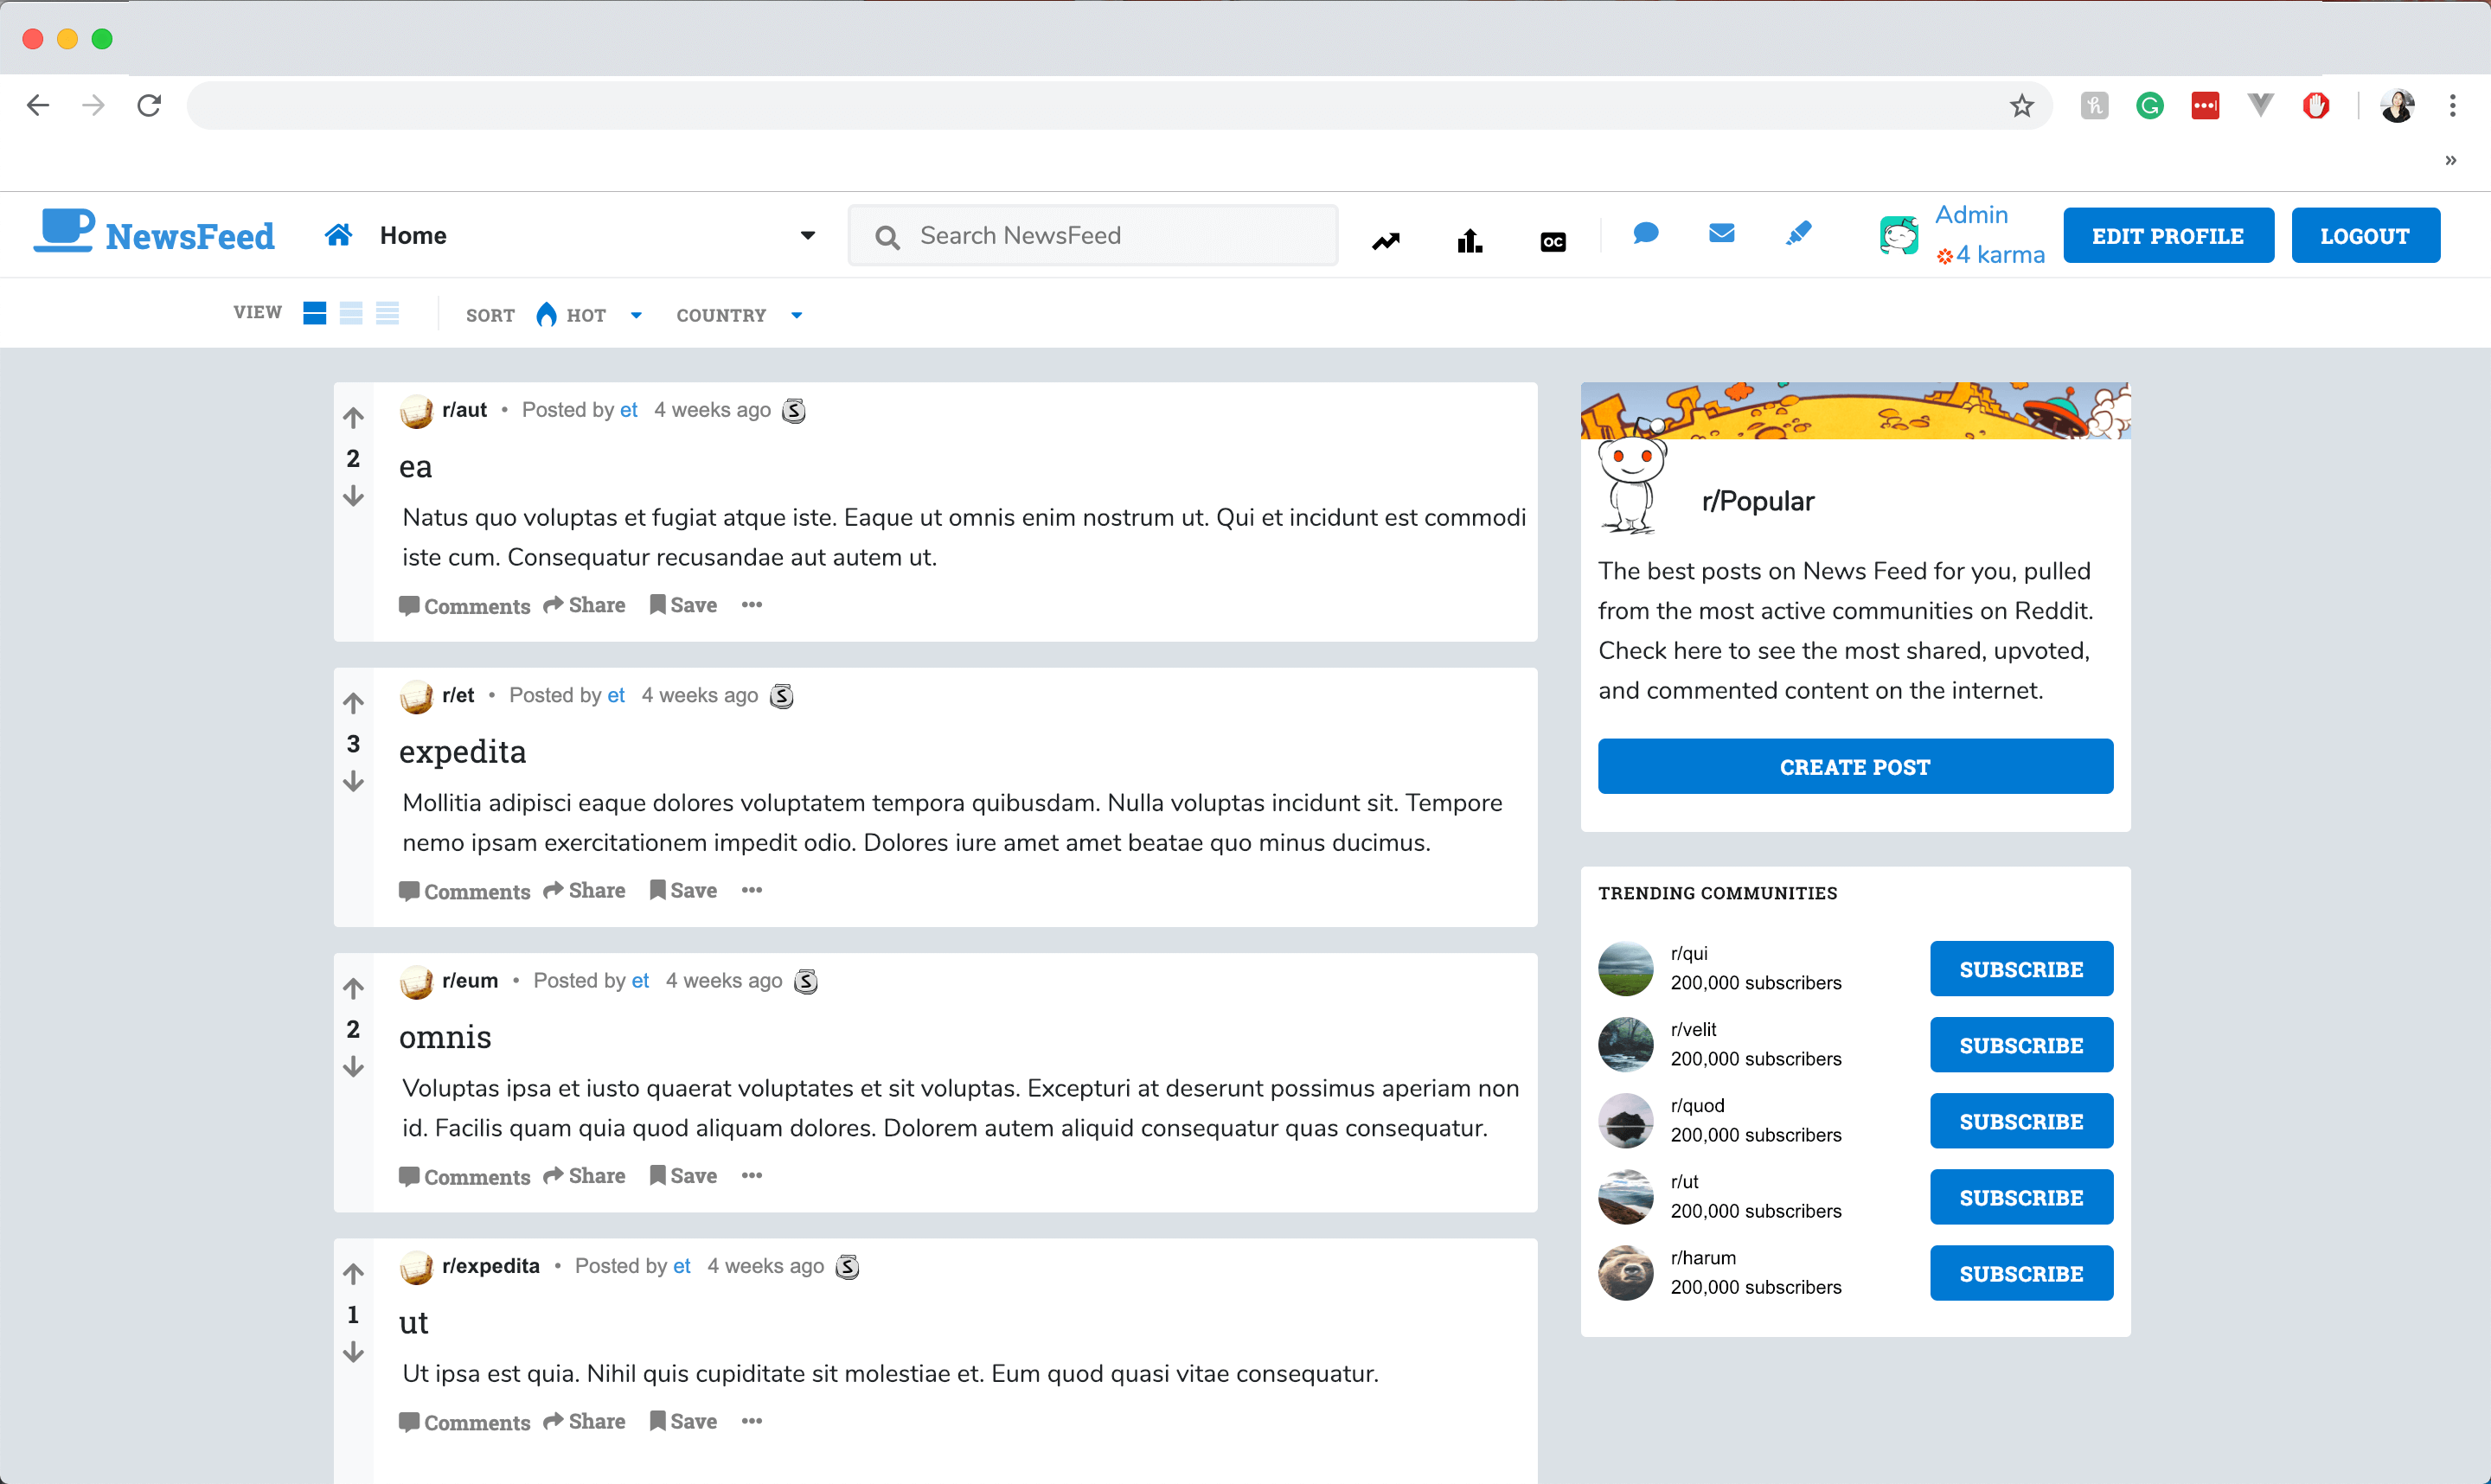 NewsFeed
Home
Search NewsFeed
OC
Admin
4 karma
EDIT PROFILE
LOGOUT
VIEW
SORT
HOT
COUNTRY
r/aut • Posted by et 4 weeks ago S
2
ea
Natus quo voluptas et fugiat atque iste. Eaque ut omnis enim nostrum ut. Qui et incidunt est commodi
iste cum. Consequatur recusandae aut autem ut.
Comments Share Save
r/et • Posted by et 4 weeks ago S
3
expedita
Mollitia adipisci eaque dolores voluptatem tempora quibusdam. Nulla voluptas incidunt sit. Tempore
nemo ipsam exercitationem impedit odio. Dolores iure amet amet beatae quo minus ducimus.
Comments Share Save
r/eum • Posted by et 4 weeks ago S
2
omnis
Voluptas ipsa et iusto quaerat voluptates et sit voluptas. Excepturi at deserunt possimus aperiam non
id. Facilis quam quia quod aliquam dolores. Dolorem autem aliquid consequatur quas consequatur.
Comments Share Save
r/expedita • Posted by et 4 weeks ago S
1
ut
Ut ipsa est quia. Nihil quis cupiditate sit molestiae et. Eum quod quasi vitae consequatur.
Comments Share Save
r/Popular
The best posts on News Feed for you, pulled
from the most active communities on Reddit.
Check here to see the most shared, upvoted,
and commented content on the internet.
CREATE POST
TRENDING COMMUNITIES
r/qui
200,000 subscribers
SUBSCRIBE
r/velit
200,000 subscribers
SUBSCRIBE
r/quod
200,000 subscribers
SUBSCRIBE
r/ut
200,000 subscribers
SUBSCRIBE
r/harum
200,000 subscribers
SUBSCRIBE